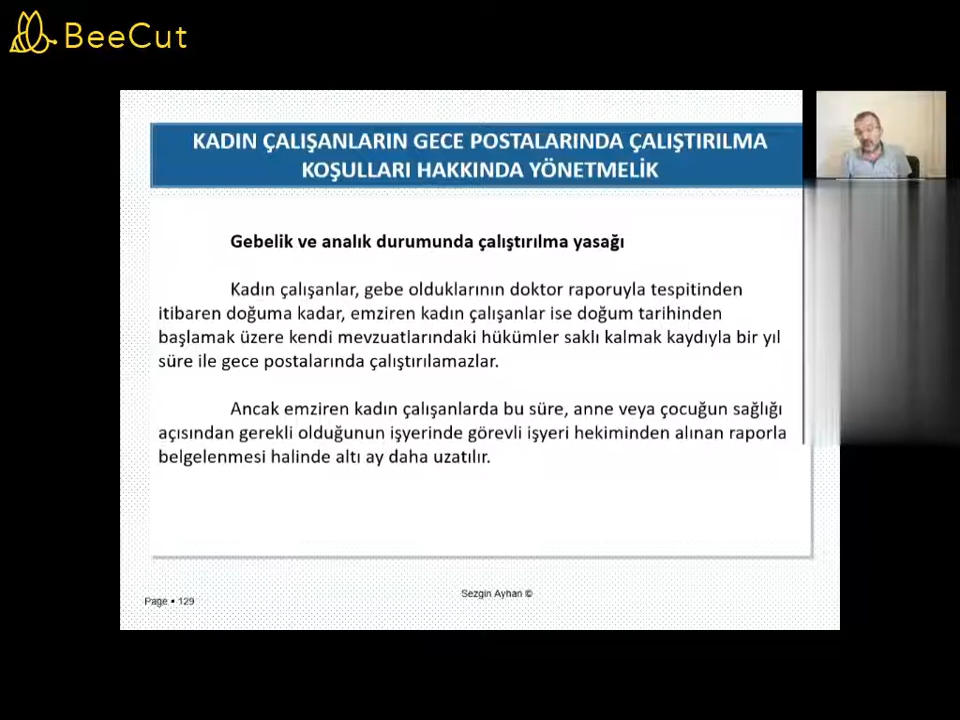 BeeCut
KADIN ÇALIŞANLARIN GECE POSTALARINDA ÇALIŞTIRILMA
KOŞULLARI HAKKINDA YÖNETMELİK
Gebelik ve analık durumunda çalıştırılma yasağı
Kadın çalışanlar, gebe olduklarının doktor raporuyla tespitinden
itibaren doğuma kadar, emziren kadın çalışanlar ise doğum tarihinden
başlamak üzere kendi mevzuatlarındaki hükümler saklı kalmak kaydıyla bir yıl
süre ile gece postalarında çalıştırılamazlar.
Ancak emziren kadın çalışanlarda bu süre, anne veya çocuğun sağlığı
açısından gerekli olduğunun işyerinde görevli işyeri hekiminden alınan raporla
belgelenmesi halinde altı ay daha uzatılır.
Sezgin Ayhan ©
Page ▪ 129